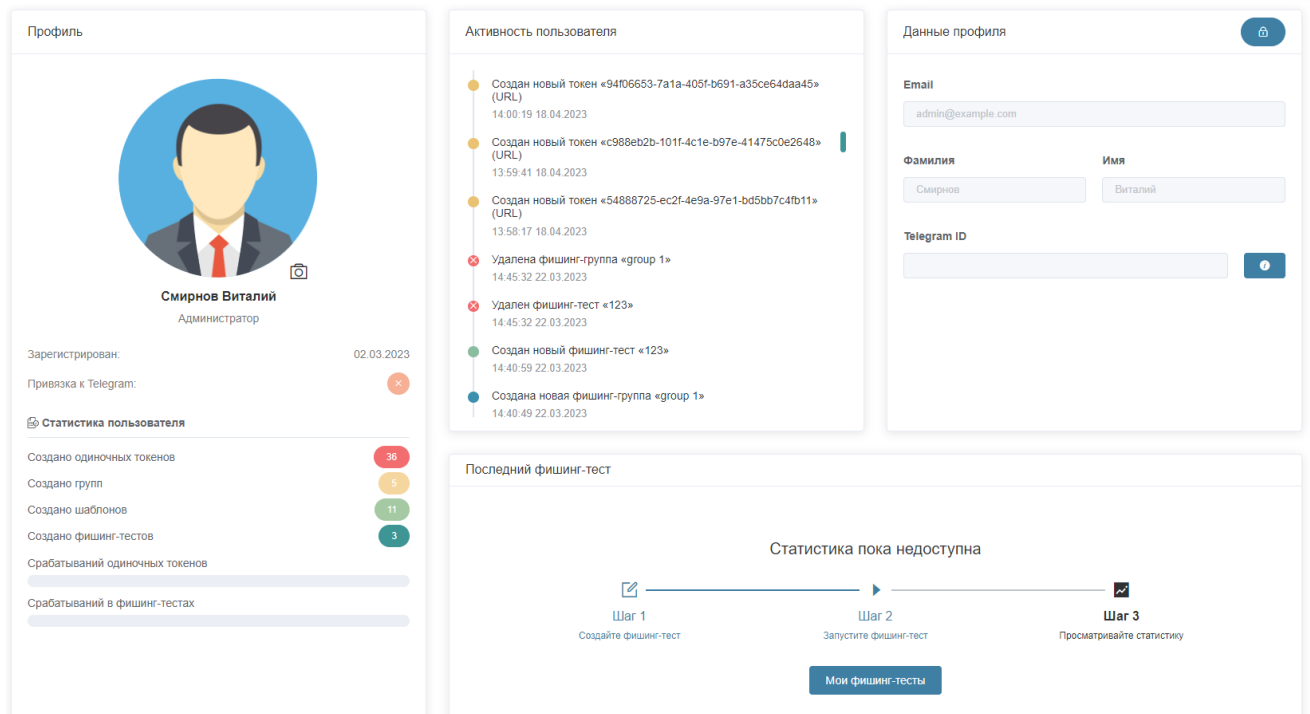 Профиль
Смирнов Виталий
Администратор
Зарегистрирован: 02.03.2023
Привязка к Telegram:
Статистика пользователя
Создано одиночных токенов 36
Создано групп 5
Создано шаблонов 11
Создано фишинг-тестов 3
Срабатываний одиночных токенов
Срабатываний в фишинг-тестах
Активность пользователя
Создан новый токен «94f06653-7a1a-405f-b691-a35ce64daa45»
(URL)
14:00:19 18.04.2023
Создан новый токен «c988eb2b-101f-4c1e-b97e-41475c0e2648»
(URL)
13:59:41 18.04.2023
Создан новый токен «54888725-ec2f-4e9a-97e1-bd5bb7c4fb11»
(URL)
13:58:17 18.04.2023
Удалена фишинг-группа «group 1»
14:45:32 22.03.2023
Удален фишинг-тест «123»
14:45:32 22.03.2023
Создан новый фишинг-тест «123»
14:40:59 22.03.2023
Создана новая фишинг-группа «group 1»
14:40:49 22.03.2023
Данные профиля
Email
admin@example.com
Фамилия Имя
Смирнов Виталий
Telegram ID
Последний фишинг-тест
Статистика пока недоступна
Шаг 1 Шаг 2 Шаг 3
Создайте фишинг-тест Запустите фишинг-тест Просматривайте статистику
Мои фишинг-тесты